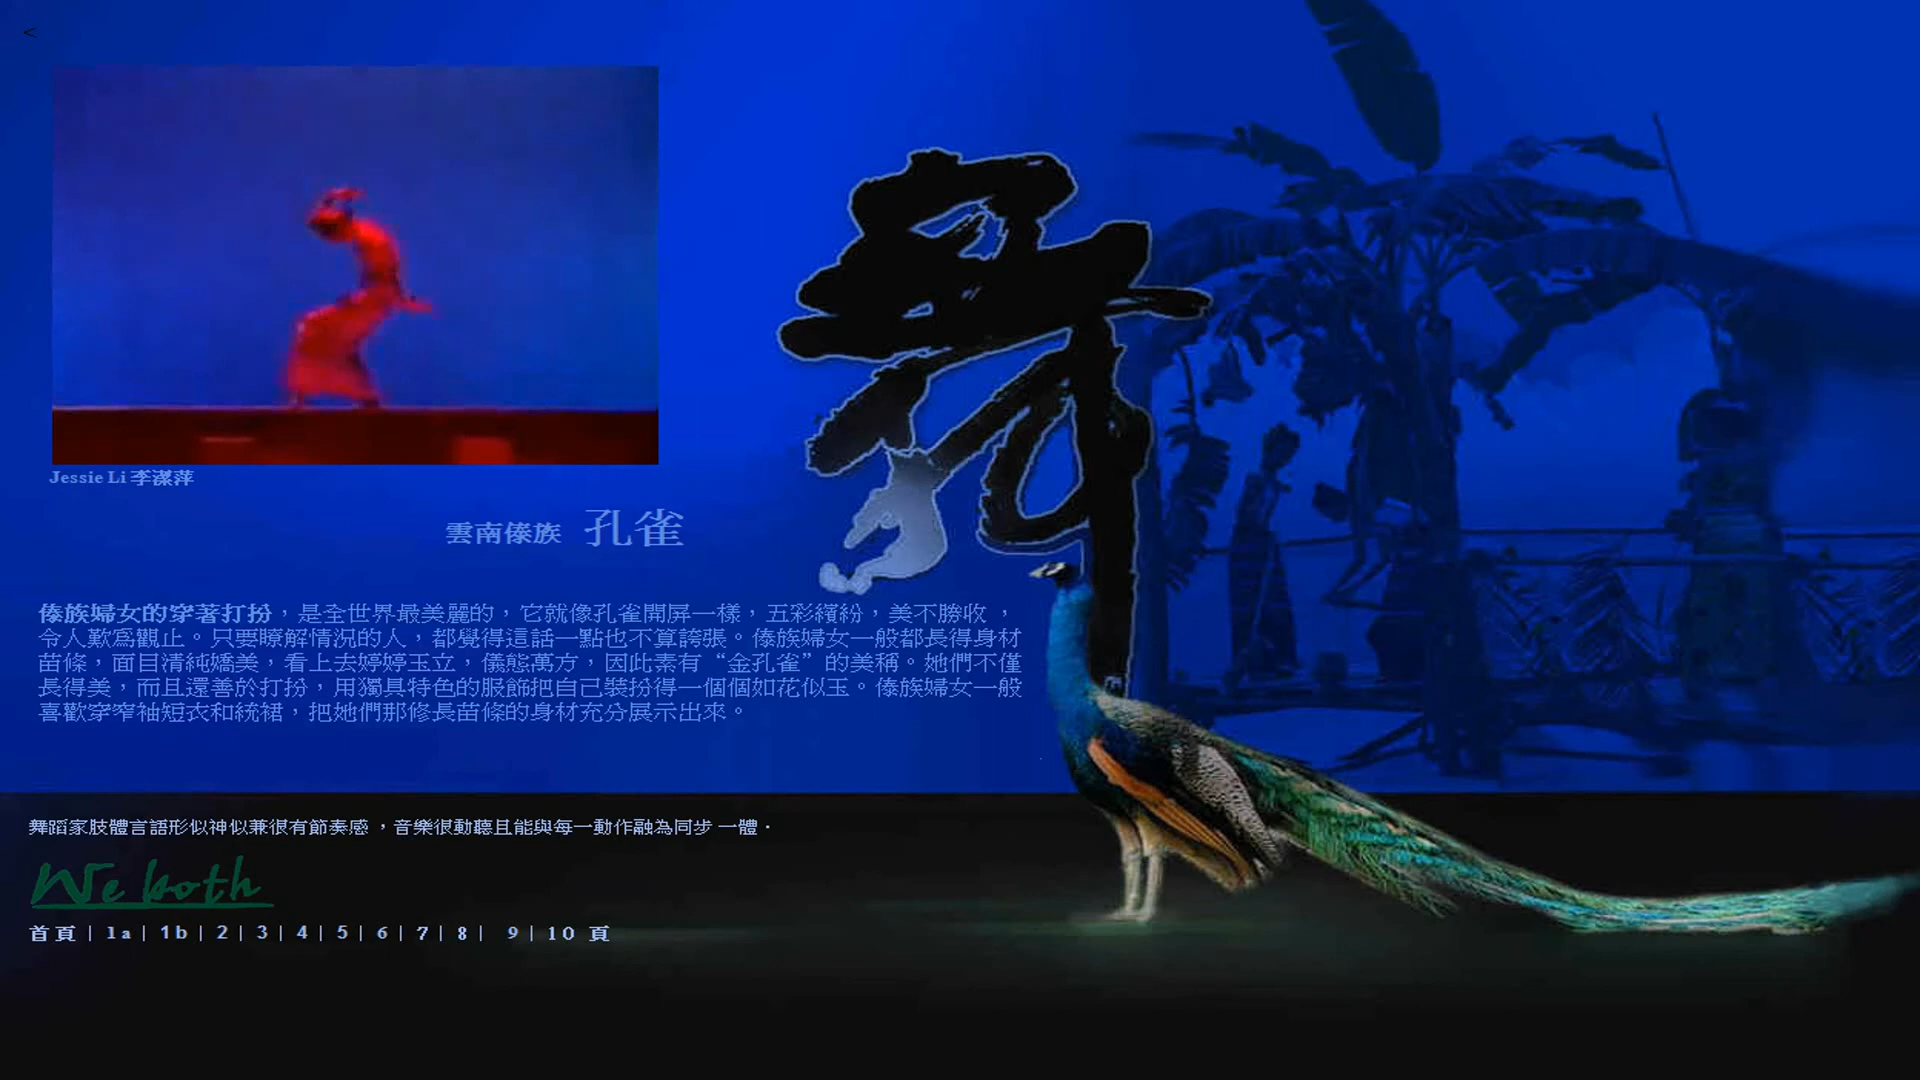 <
舞
Jessie Li 李潔萍
雲南傣族 孔雀
傣族婦女的穿著打扮，是全世界最美麗的，它就像孔雀開屏一樣，五彩繽紛，美不勝收，
令人歎為觀止。只要瞭解情況的人，都覺得這話一點也不算誇張。傣族婦女一般都長得身材
苗條，面目清純嬌美，看上去婷婷玉立，儀態萬方，因此素有“金孔雀”的美稱。她們不僅
長得美，而且還善於打扮，用獨具特色的服飾把自己裝扮得一個個如花似玉。傣族婦女一般
喜歡穿窄袖短衣和統裙，把她們那修長苗條的身材充分展示出來。
舞蹈家肢體言語形似神似兼很有節奏感，音樂很動聽且能與每一動作融為同步 一體．
We both
首頁| 1a| 1b| 2| 3| 4| 5| 6| 7| 8| 9| 10 頁